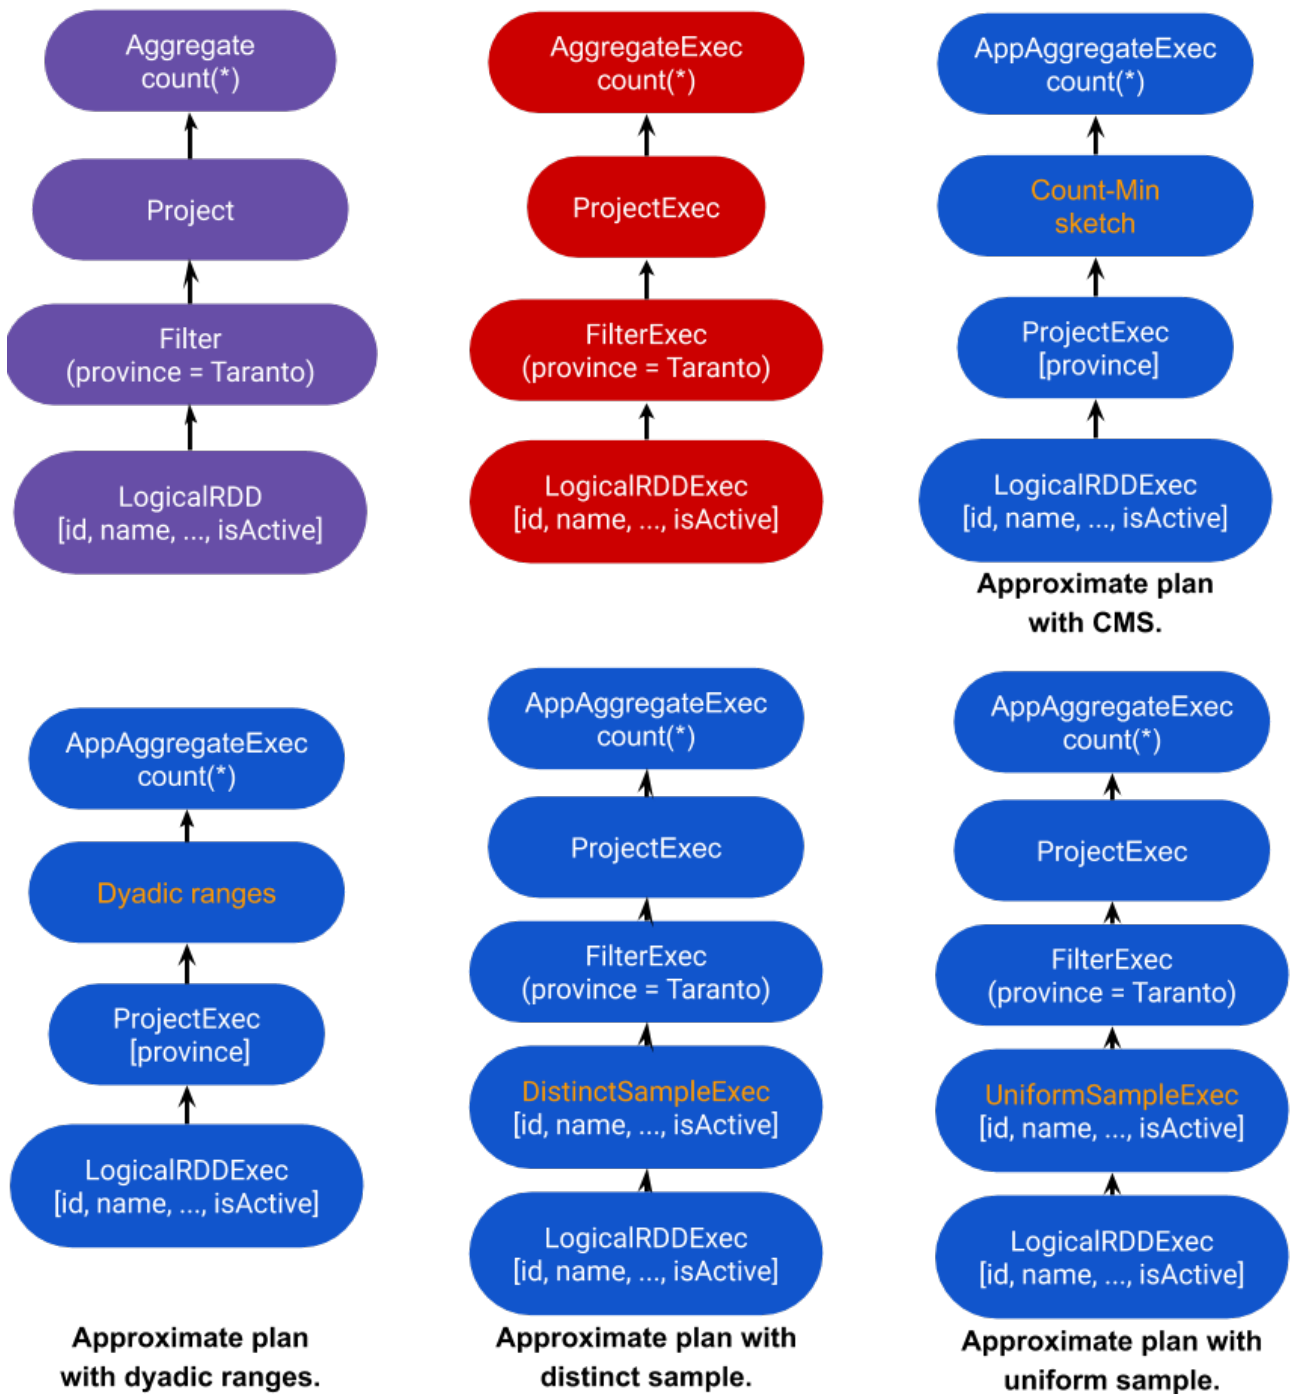 Aggregate
count(*)
Project
Filter
(province = Taranto)
LogicalRDD
[id, name, ..., isActive]
AggregateExec
count(*)
ProjectExec
FilterExec
(province = Taranto)
LogicalRDDExec
[id, name, ..., isActive]
AppAggregateExec
count(*)
Count-Min
sketch
ProjectExec
[province]
LogicalRDDExec
[id, name, ..., isActive]
Approximate plan
with CMS.
AppAggregateExec
count(*)
Dyadic ranges
ProjectExec
[province]
LogicalRDDExec
[id, name, ..., isActive]
Approximate plan
with dyadic ranges.
AppAggregateExec
count(*)
ProjectExec
FilterExec
(province = Taranto)
DistinctSampleExec
[id, name, ..., isActive]
LogicalRDDExec
[id, name, ..., isActive]
Approximate plan with
distinct sample.
AppAggregateExec
count(*)
ProjectExec
FilterExec
(province = Taranto)
UniformSampleExec
[id, name, ..., isActive]
LogicalRDDExec
[id, name, ..., isActive]
Approximate plan with
uniform sample.